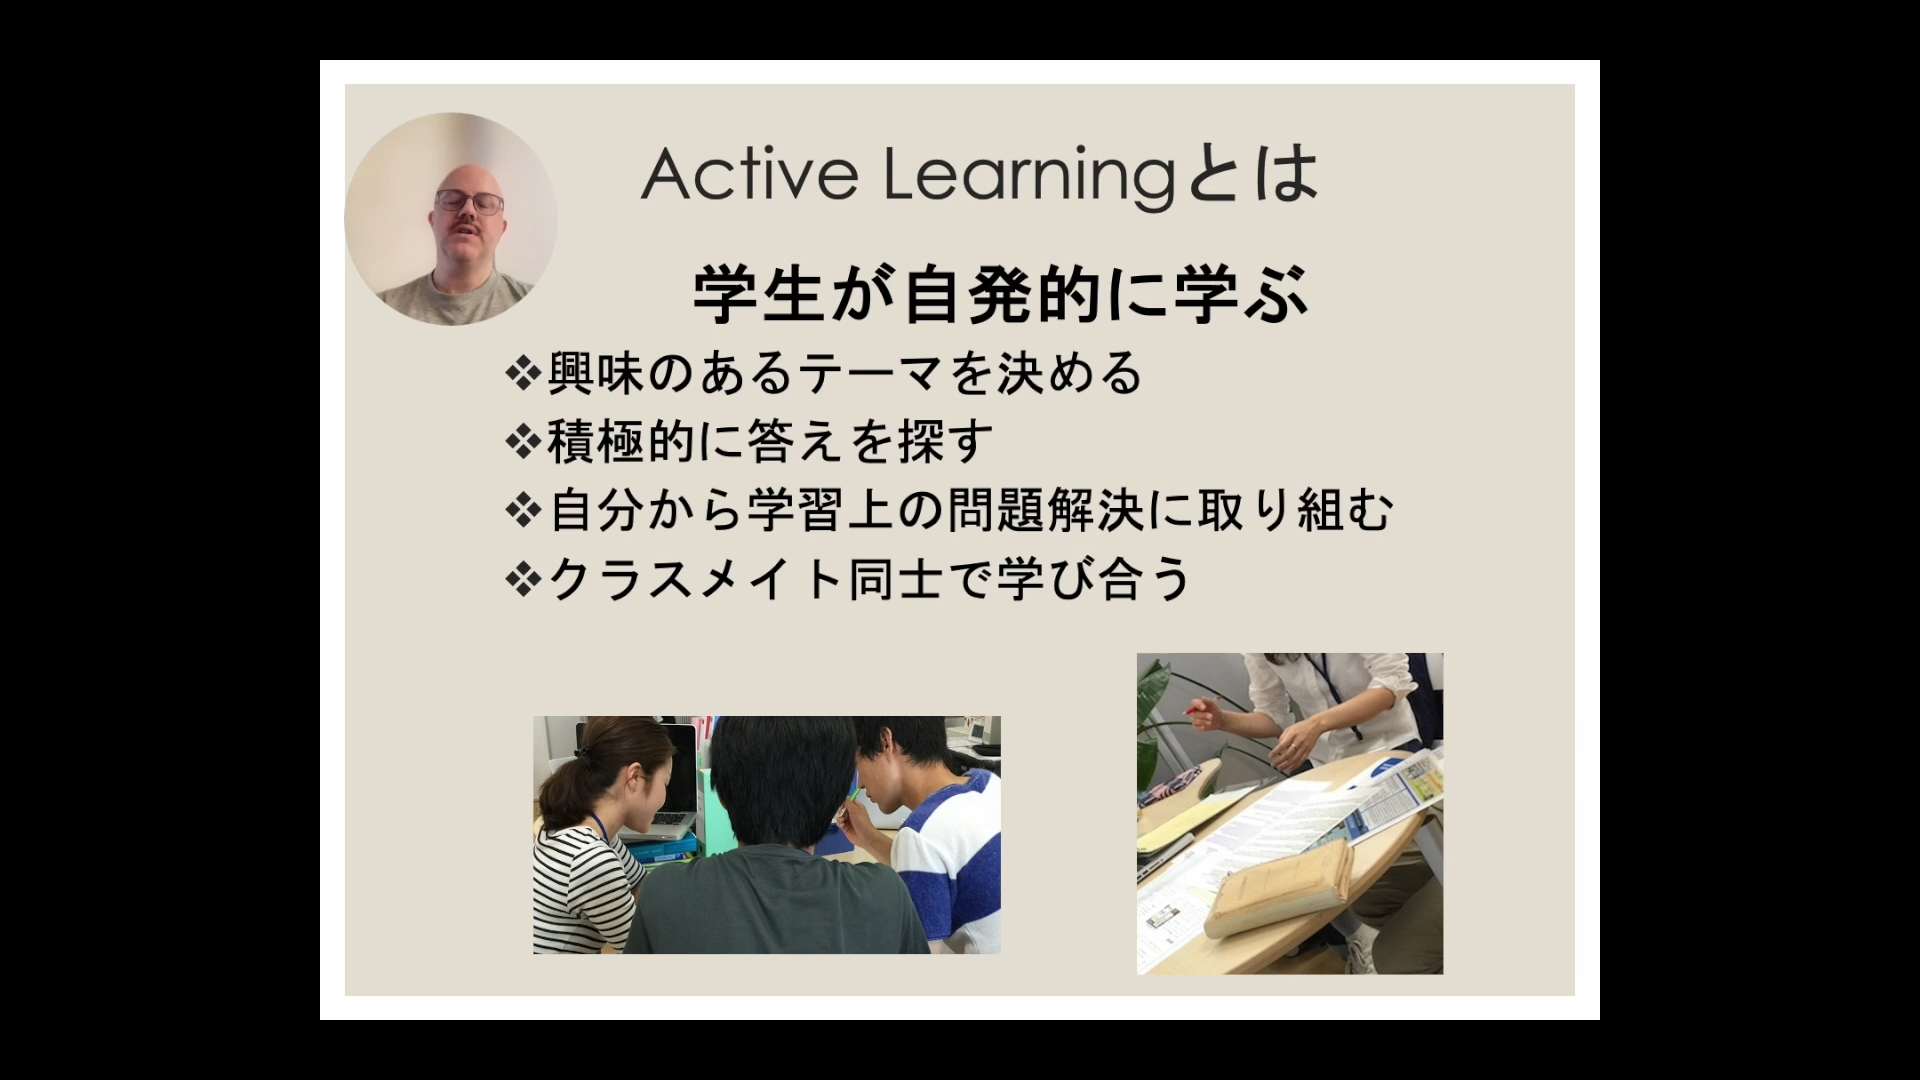 Active Learningとは
学生が自発的に学ぶ
❖興味のあるテーマを決める
❖積極的に答えを探す
❖自分から学習上の問題解決に取り組む
❖クラスメイト同士で学び合う